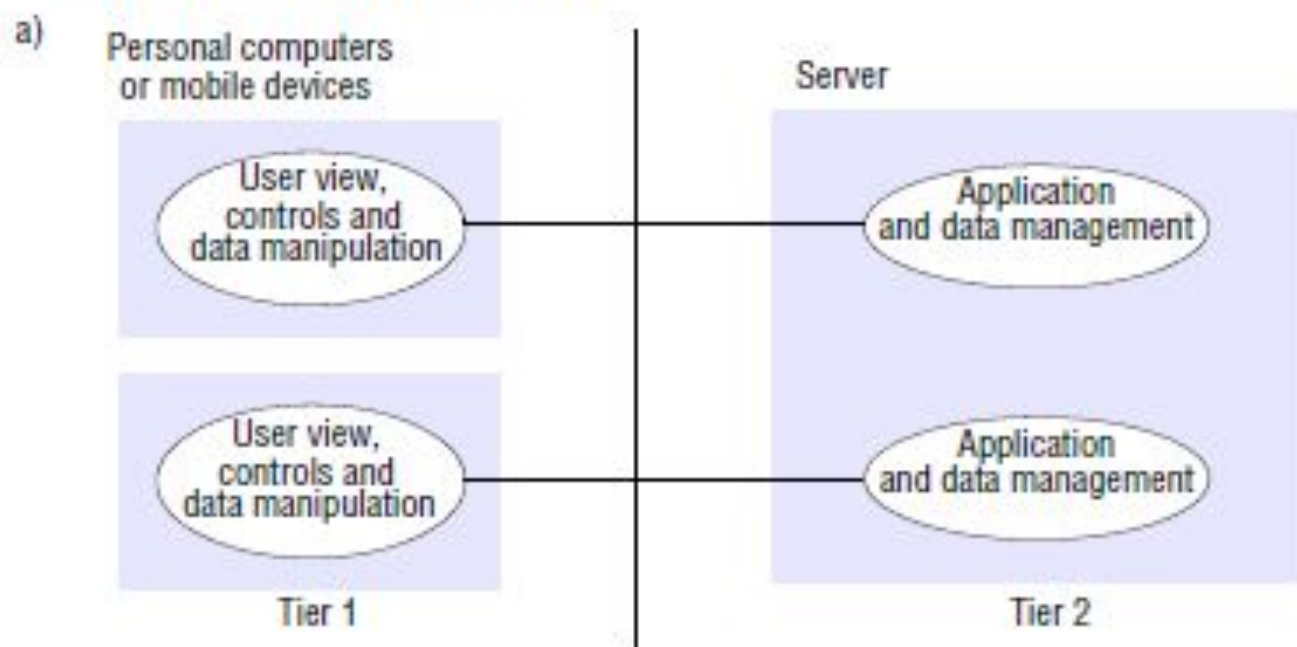 a)
Personal computers
or mobile devices
Server
User view,
controls and
data manipulation
Application
and data management
User view,
controls and
data manipulation
Application
and data management
Tier 1
Tier 2